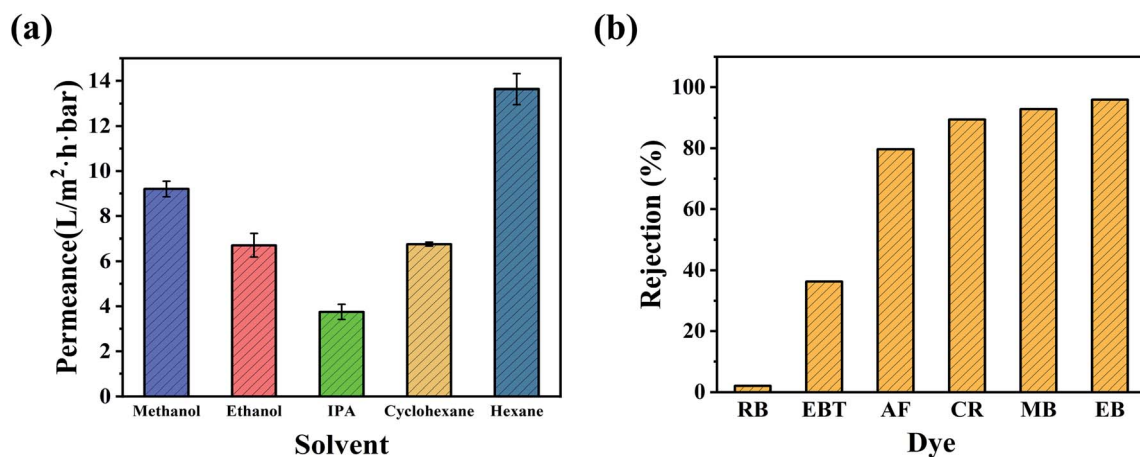 (a)
Permeance(L/m²·h·bar)
14
12
10
8
6
4
2
0
Methanol Ethanol IPA Cyclohexane Hexane
Solvent
(b)
Rejection (%)
100
80
60
40
20
0
RB EBT AF CR MB EB
Dye